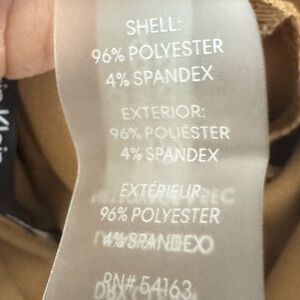 SHELL:
96% POLYESTER
4% SPANDEX
EXTERIOR:
96% POLIÉSTER
4% SPANDEX
EXTÉRIEUR:
96% POLYESTER
4% SPANDEX
RN# 54163